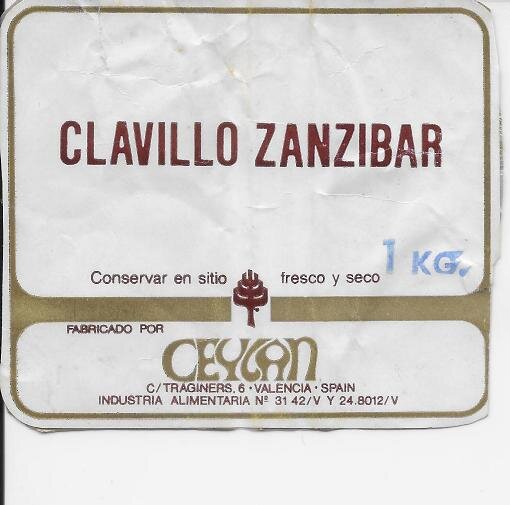 CLAVILLO ZANZIBAR
1 KG.
Conservar en sitio fresco y seco
FABRICADO POR
CEYLAN
C/TRAGINERS, 6 · VALENCIA · SPAIN
INDUSTRIA ALIMENTARIA Nº 31 42/V Y 24.8012/V